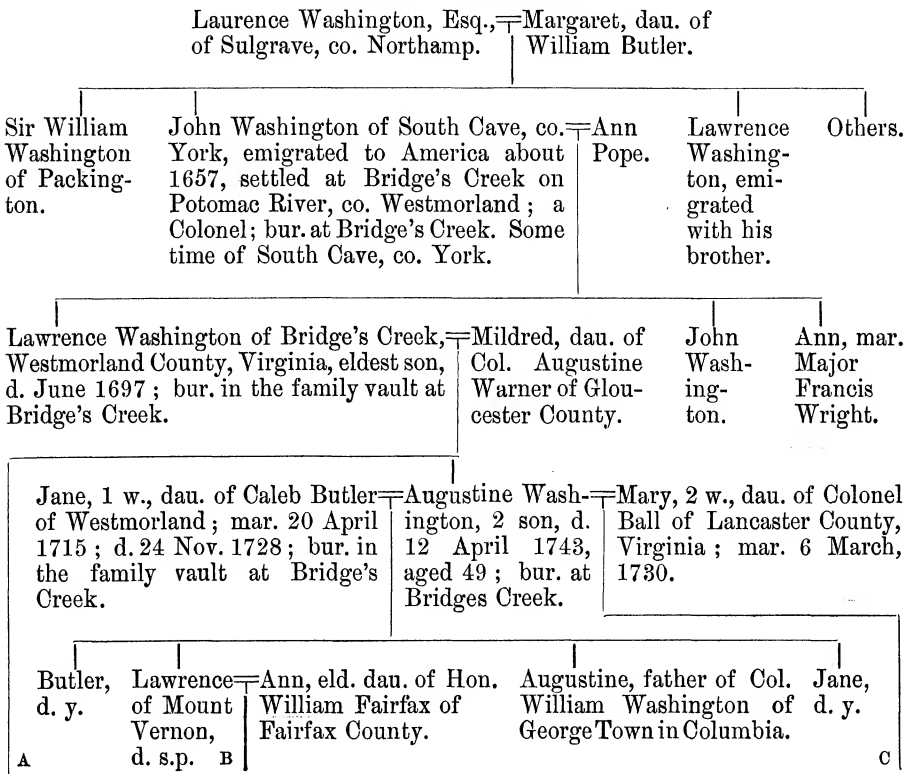 Laurence Washington, Esq.,
of Sulgrave, co. Northamp.
Margaret, dau. of
William Butler.
Sir William
Washington
of Packing-
ton.
John Washington of South Cave, co.
York, emigrated to America about
1657, settled at Bridge's Creek on
Potomac River, co. Westmorland ; a
Colonel; bur. at Bridge's Creek. Some
time of South Cave, co. York.
Ann
Pope.
Lawrence
Washing-
ton, emi-
grated
with his
brother.
Others.
Lawrence Washington of Bridge's Creek,
Westmorland County, Virginia, eldest son,
d. June 1697 ; bur. in the family vault at
Bridge's Creek.
Mildred, dau. of
Col. Augustine
Warner of Glou-
cester County.
John
Wash-
ing-
ton.
Ann, mar.
Major
Francis
Wright.
Jane, 1 w., dau. of Caleb Butler
of Westmorland ; mar. 20 April
1715 ; d. 24 Nov. 1728 ; bur. in
the family vault at Bridge's
Creek.
Augustine Wash-
ington, 2 son, d.
12 April 1743,
aged 49 ; bur. at
Bridges Creek.
Mary, 2 w., dau. of Colonel
Ball of Lancaster County,
Virginia ; mar. 6 March,
1730.
Butler,
d. y.
Lawrence
of Mount
Vernon,
d. s.p.
Ann, eld. dau. of Hon.
William Fairfax of
Fairfax County.
Augustine, father of Col.
William Washington of
George Town in Columbia.
Jane,
d. y.
A
B
C